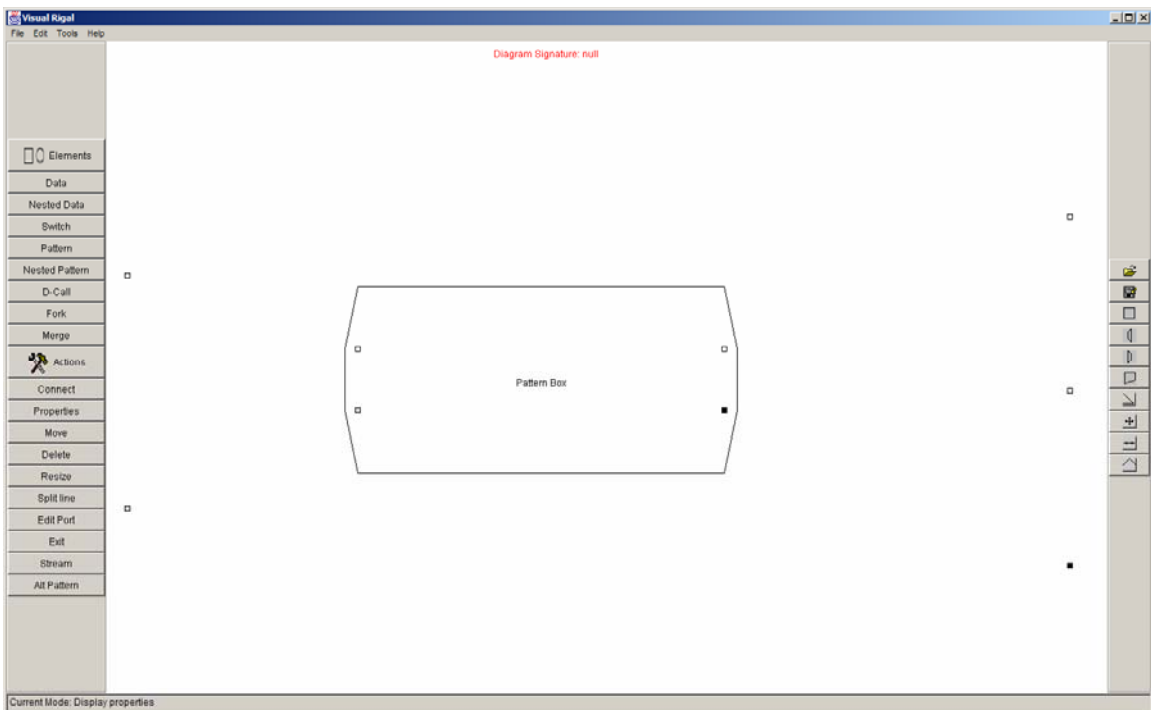 Visual Rigal
File Edit Tools Help
Diagram Signature: null
Elements
Data
Nested Data
Switch
Pattern
Nested Pattern
D-Call
Fork
Merge
Actions
Connect
Properties
Move
Delete
Resize
Split line
Edit Port
Exit
Stream
Alt Pattern
Pattern Box
Current Mode: Display properties